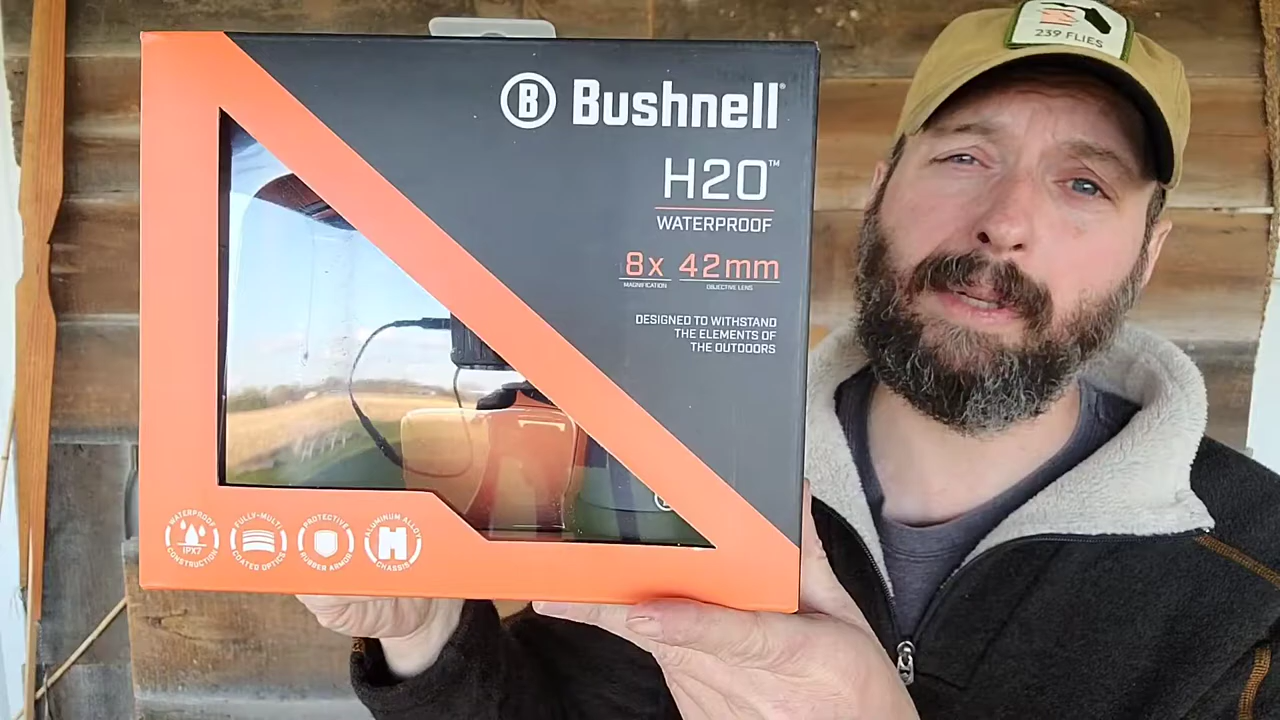 239 FLIES
B Bushnell®
H2O™
WATERPROOF
8x 42mm
MAGNIFICATION OBJECTIVE LENS
DESIGNED TO WITHSTAND
THE ELEMENTS OF
THE OUTDOORS
WATERPROOF IPX7 CONSTRUCTION
FULLY-MULTI COATED OPTICS
PROTECTIVE RUBBER ARMOR
ALUMINUM ALLOY CHASSIS